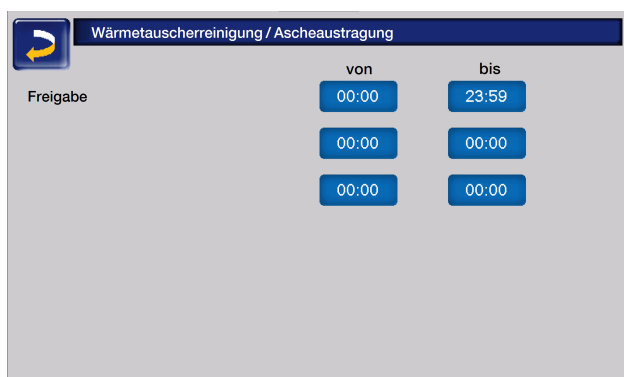 Wärmetauscherreinigung / Ascheaustragung
von bis
Freigabe 00:00 23:59
00:00 00:00
00:00 00:00